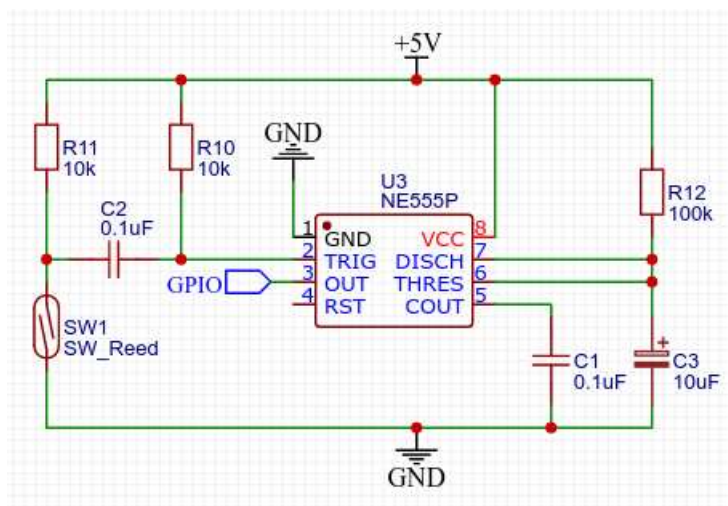 +5V
R11
10k
R10
10k
GND
C2
0.1uF
U3
NE555P
R12
100k
1
GND
VCC
8
2
TRIG
DISCH
7
GPIO
3
OUT
THRES
6
4
RST
COUT
5
SW1
SW_Reed
C1
0.1uF
+
C3
10uF
GND